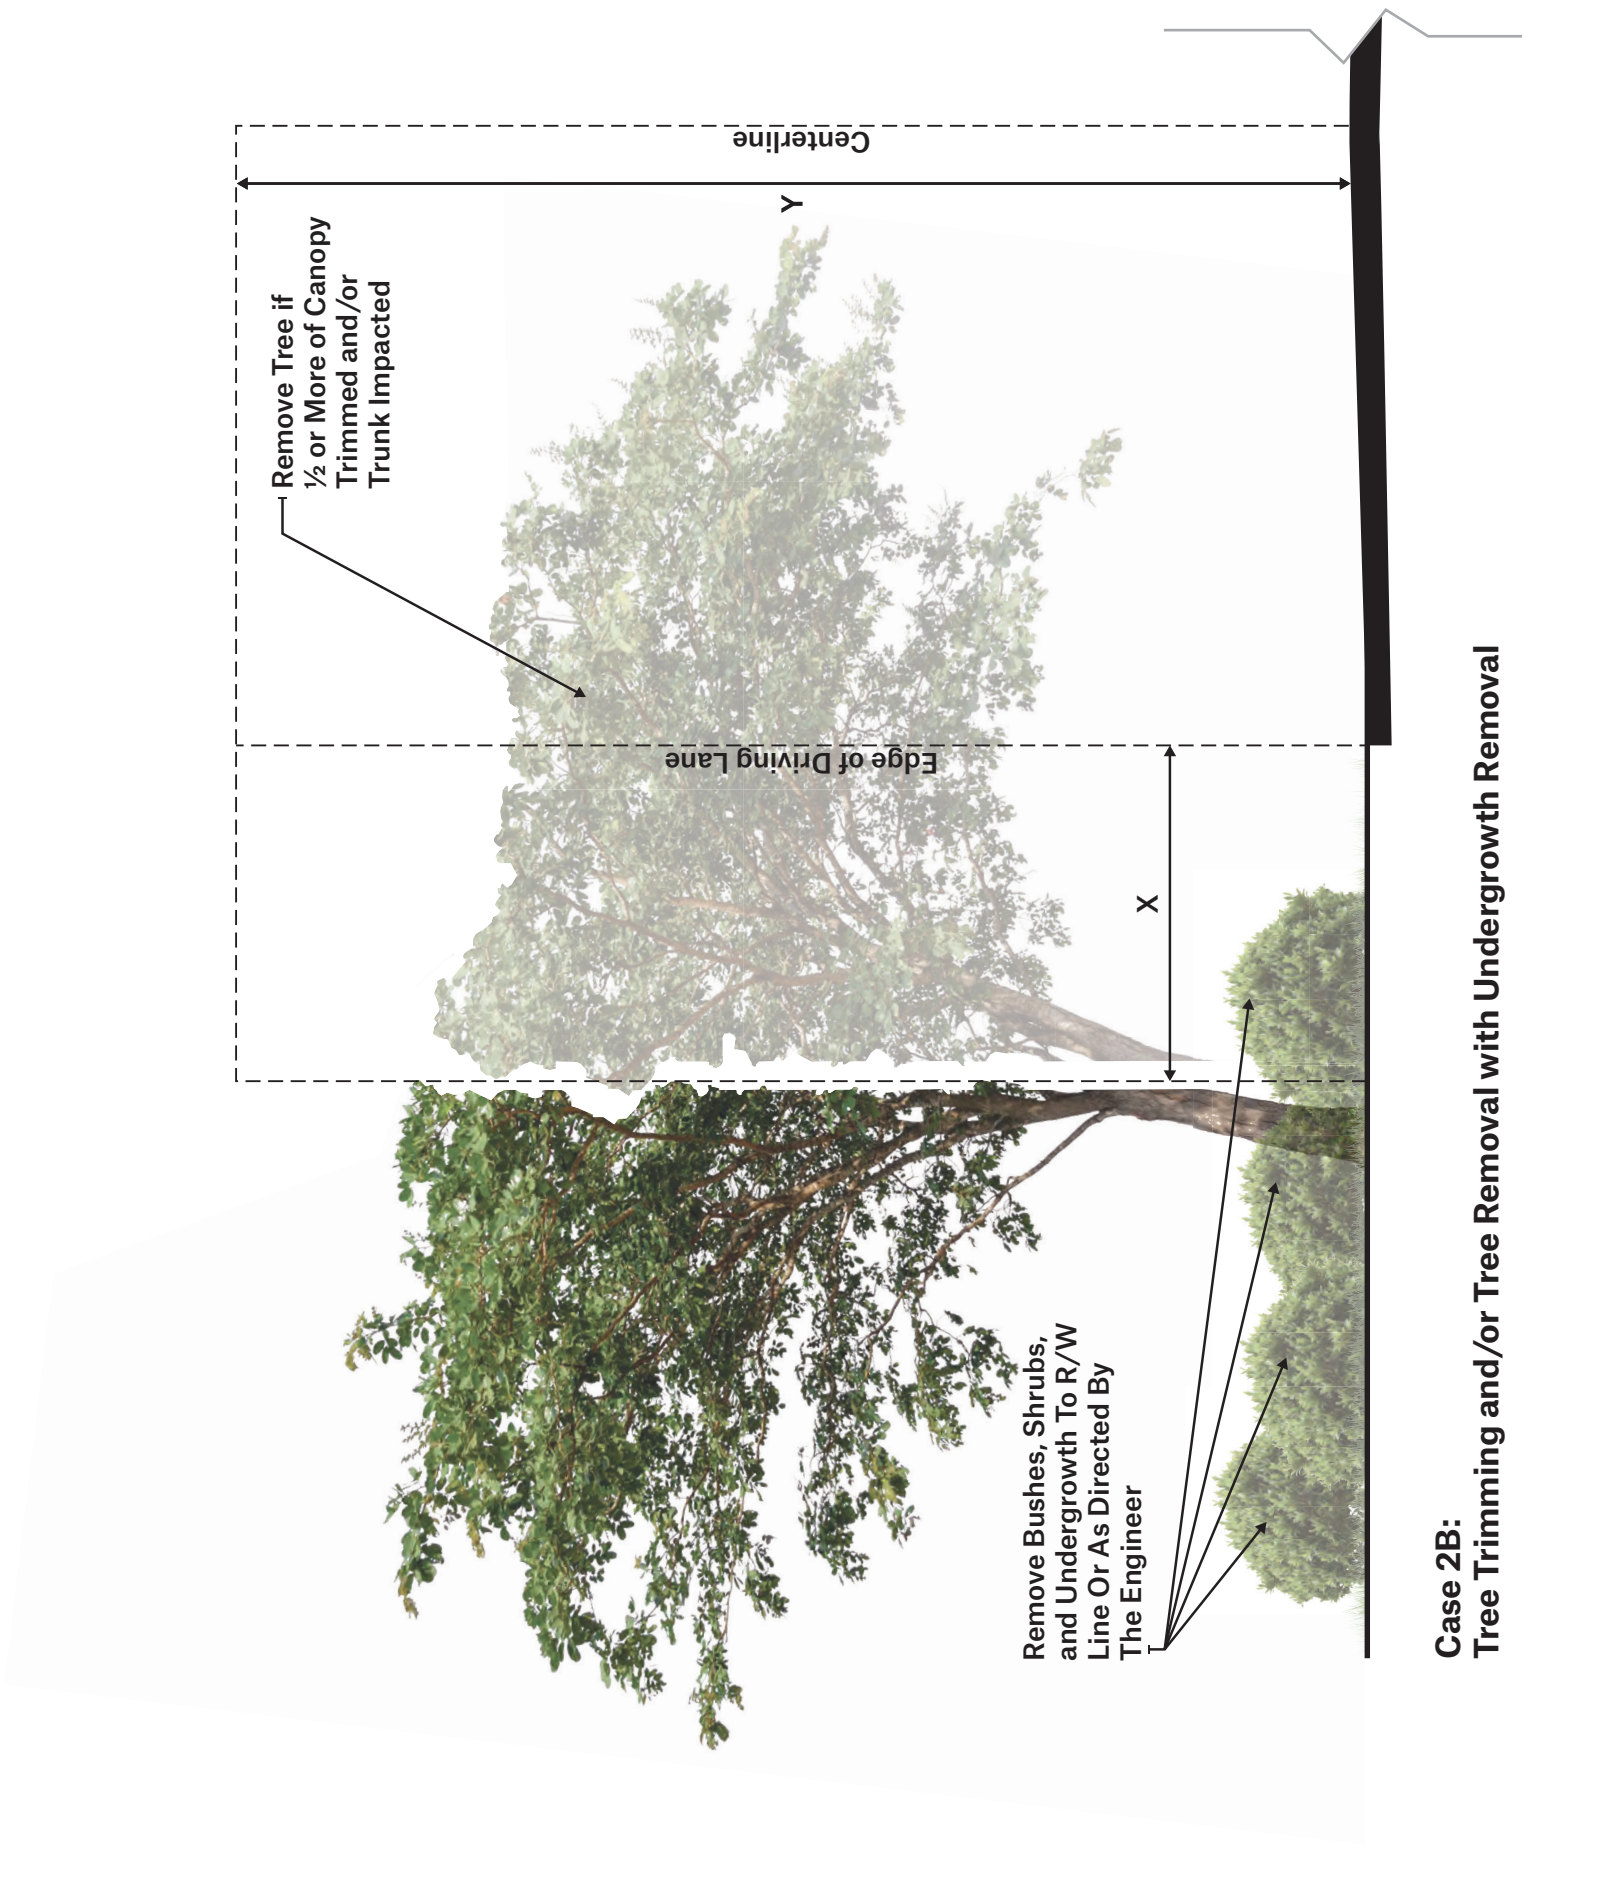 Remove Tree if
½ or More of Canopy
Trimmed and/or
Trunk Impacted
Centerline
Y
Edge of Driving Lane
X
Remove Bushes, Shrubs,
and Undergrowth To R/W
Line Or As Directed By
The Engineer
Case 2B:
Tree Trimming and/or Tree Removal with Undergrowth Removal